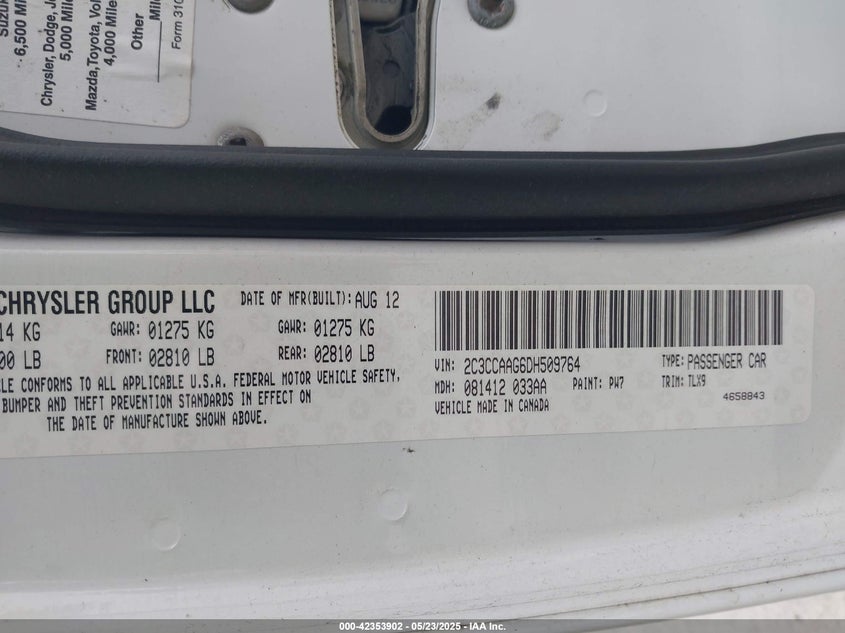 SUZUKI
6,500 Mile
Chrysler, Dodge, Je
5,000 Mile
Mazda, Toyota, Vol
4,000 Mile
Other
Mile
Form 310
CHRYSLER GROUP LLC
DATE OF MFR(BUILT): AUG 12
14 KG GAWR: 01275 KG GAWR: 01275 KG
00 LB FRONT: 02810 LB REAR: 02810 LB
CLE CONFORMS TO ALL APPLICABLE U.S.A. FEDERAL MOTOR VEHICLE SAFETY,
BUMPER AND THEFT PREVENTION STANDARDS IN EFFECT ON
THE DATE OF MANUFACTURE SHOWN ABOVE.
VIN: 2C3CCAAG6DH509764 TYPE: PASSENGER CAR
MDH: 081412 033AA PAINT: PW7 TRIM: TLX9
VEHICLE MADE IN CANADA 4658843
000-42353902 - 05/23/2025 - IAA Inc.